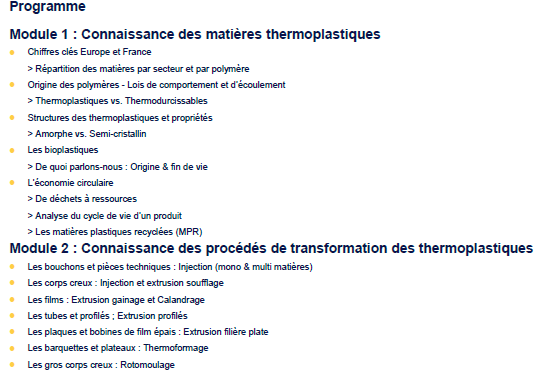 Programme
Module 1 : Connaissance des matières thermoplastiques
Chiffres clés Europe et France
> Répartition des matières par secteur et par polymère
Origine des polymères - Lois de comportement et d'écoulement
> Thermoplastiques vs. Thermodurcissables
Structures des thermoplastiques et propriétés
> Amorphe vs. Semi-cristallin
Les bioplastiques
> De quoi parlons-nous : Origine & fin de vie
L'économie circulaire
> De déchets à ressources
> Analyse du cycle de vie d'un produit
> Les matières plastiques recyclées (MPR)
Module 2 : Connaissance des procédés de transformation des thermoplastiques
Les bouchons et pièces techniques : Injection (mono & multi matières)
Les corps creux : Injection et extrusion soufflage
Les films : Extrusion gainage et Calandrage
Les tubes et profilés ; Extrusion profilés
Les plaques et bobines de film épais : Extrusion filière plate
Les barquettes et plateaux : Thermoformage
Les gros corps creux : Rotomoulage